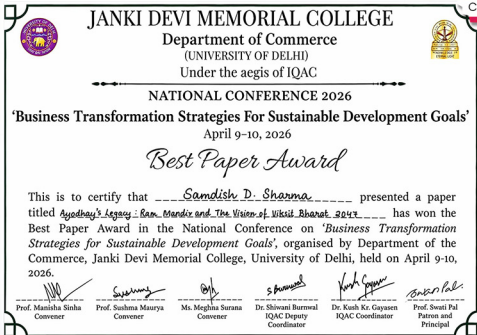 JANKI DEVI MEMORIAL COLLEGE
Department of Commerce
(UNIVERSITY OF DELHI)
Under the aegis of IQAC
NATIONAL CONFERENCE 2026
'Business Transformation Strategies For Sustainable Development Goals'
April 9-10, 2026
Best Paper Award
This is to certify that Samdish D. Sharma presented a paper
titled Ayodhay's Legacy: Ram Mandir and The Vision of Viksit Bharat 2047 has won the
Best Paper Award in the National Conference on 'Business Transformation
Strategies for Sustainable Development Goals', organised by Department of the
Commerce, Janki Devi Memorial College, University of Delhi, held on April 9-10,
2026.
Prof. Manisha Sinha Prof. Sushma Maurya Ms. Meghna Surana Dr. Shiwani Burnwal Dr. Kush Kr. Gayasen Prof. Swati Pal
Convener Convener Convener IQAC Deputy IQAC Coordinator Patron and
Coordinator Principal